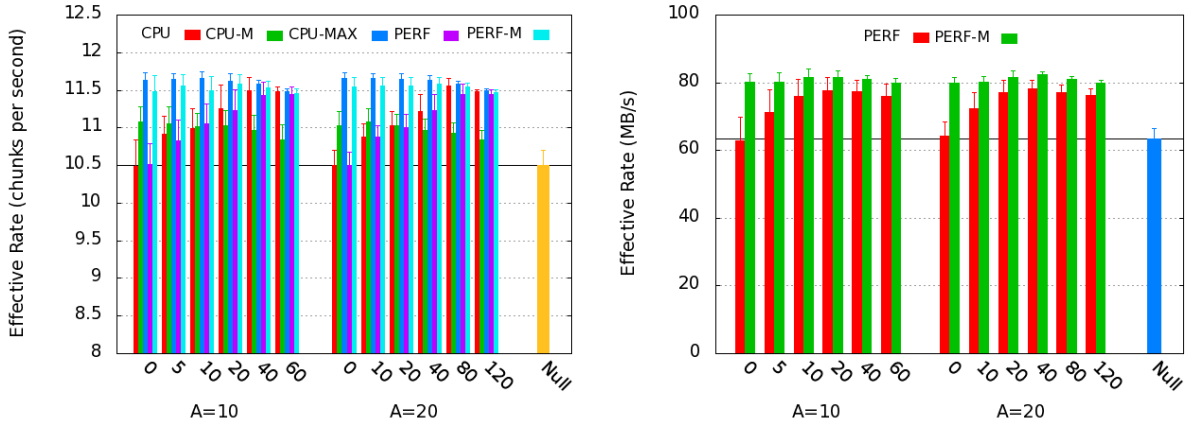 Effective Rate (chunks per second)
12.5
12
11.5
11
10.5
10
9.5
9
8.5
8
CPU CPU-M CPU-MAX PERF PERF-M
0 5 10 20 40 60 0 10 20 40 80 120 Null
A=10 A=20
Effective Rate (MB/s)
100
80
60
40
20
0
PERF PERF-M
0 5 10 20 40 60 0 10 20 40 80 120 Null
A=10 A=20